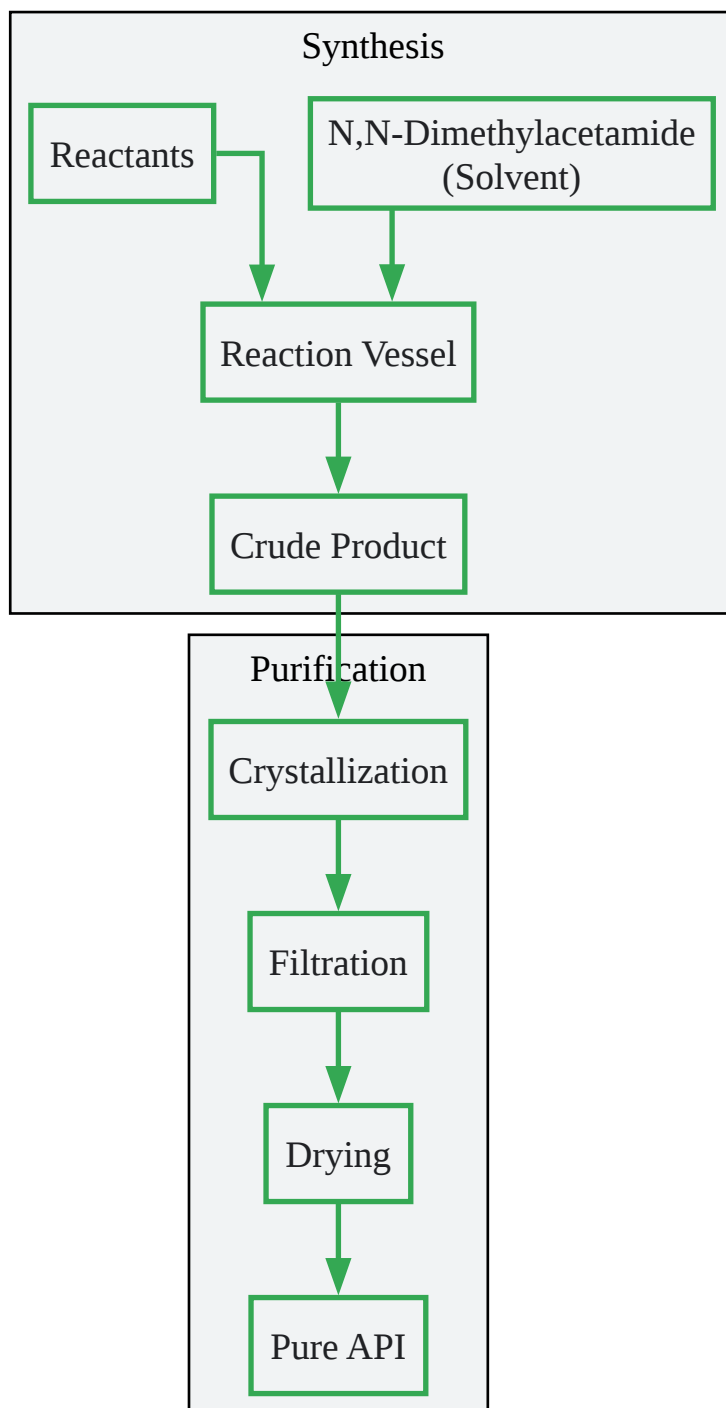 Synthesis
Reactants
N,N-Dimethylacetamide
(Solvent)
Reaction Vessel
Crude Product
Purification
Crystallization
Filtration
Drying
Pure API